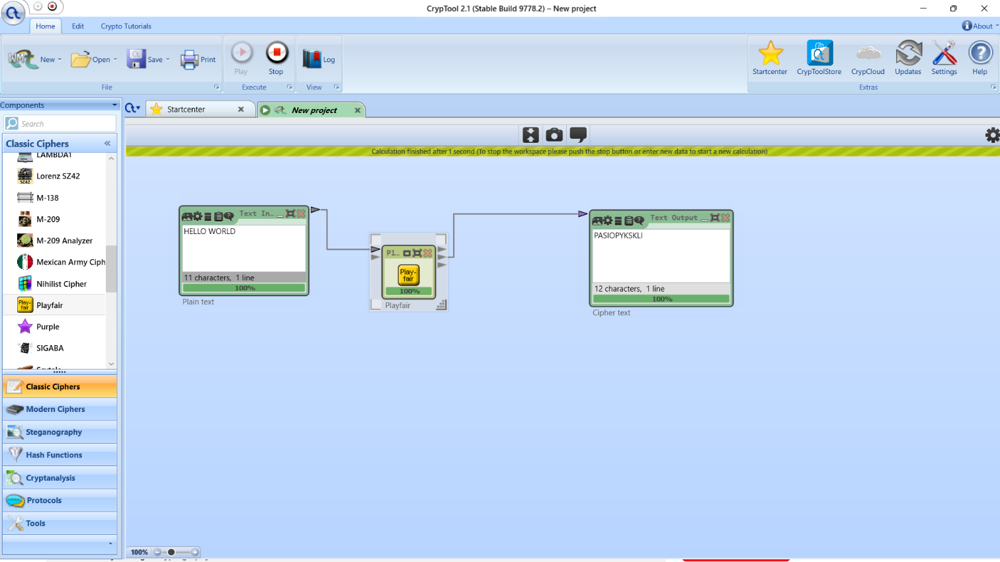 CrypTool 2.1 (Stable Build 9778.2) – New project
Home Edit Crypto Tutorials About
New Open Save Print Play Stop Log Startcenter CrypToolStore CrypCloud Updates Settings Help
File Execute View Extras
Components
Startcenter New project
Search
Classic Ciphers
Calculation finished after 1 second (To stop the workspace please push the stop button or enter new data to start a new calculation)
LAMBDA1
Lorenz SZ42
M-138
M-209
M-209 Analyzer
Mexican Army Ciph
Nihilist Cipher
Playfair
Purple
SIGABA
Text In...
HELLO WORLD
11 characters, 1 line
100%
Plain text
Pl...
Play-
fair
100%
Playfair
Text Output
PASIOPYKSKLI
12 characters, 1 line
100%
Cipher text
Classic Ciphers
Modern Ciphers
Steganography
Hash Functions
Cryptanalysis
Protocols
Tools
100%